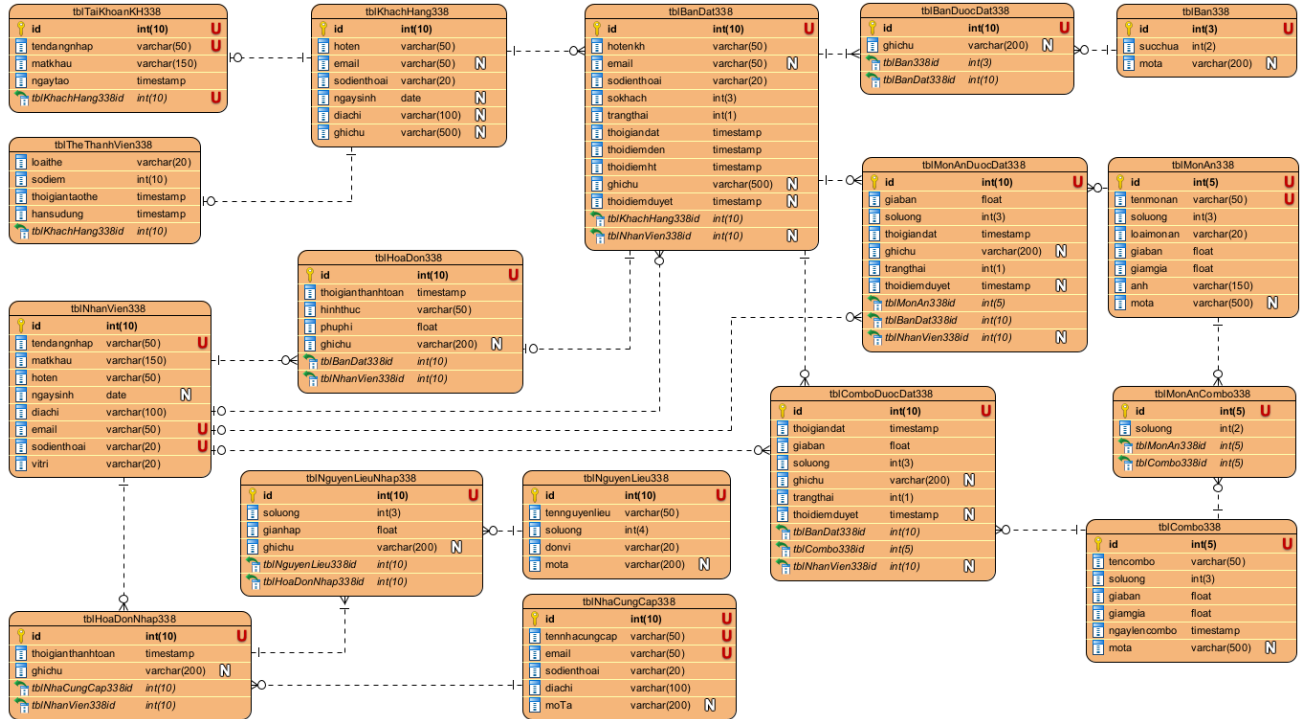 tblTaiKhoanKH338
id int(10) U
tendangnhap varchar(50) U
matkhau varchar(150)
ngaytao timestamp
tblKhachHang338id int(10) U
tblKhachHang338
id int(10)
hoten varchar(50)
email varchar(50) N
sodienthoai varchar(20)
ngaysinh date N
diachi varchar(100) N
ghichu varchar(500) N
tblBanDat338
id int(10) U
hotenkh varchar(50)
email varchar(50) N
sodienthoai varchar(20)
sokhach int(3)
trangthai int(1)
thoigiandat timestamp
thoidiemden timestamp
thoidiemht timestamp
ghichu varchar(500) N
thoidiemduyet timestamp N
tblKhachHang338id int(10)
tblNhanVien338id int(10) N
tblBanDuocDat338
id int(10) U
ghichu varchar(200) N
tblBan338id int(3)
tblBanDat338id int(10)
tblBan338
id int(3) U
succhua int(2)
mota varchar(200) N
tblTheThanhVien338
loaithe varchar(20)
sodiem int(10)
thoigiantaothe timestamp
hansudung timestamp
tblKhachHang338id int(10)
tblMonAnDuocDat338
id int(10) U
giaban float
soluong int(3)
thoigiandat timestamp
ghichu varchar(200) N
trangthai int(1)
thoidiemduyet timestamp N
tblMonAn338id int(5)
tblBanDat338id int(10)
tblNhanVien338id int(10) N
tblMonAn338
id int(5) U
tenmonan varchar(50) U
soluong int(3)
loaimonan varchar(20)
giaban float
giamgia float
anh varchar(150)
mota varchar(500) N
tblHoaDon338
id int(10) U
thoigianthanhtoan timestamp
hinhthuc varchar(50)
phuphi float
ghichu varchar(200) N
tblBanDat338id int(10)
tblNhanVien338id int(10)
tblNhanVien338
id int(10)
tendangnhap varchar(50) U
matkhau varchar(150)
hoten varchar(50)
ngaysinh date N
diachi varchar(100)
email varchar(50) U
sodienthoai varchar(20) U
vitri varchar(20)
tblComboDuocDat338
id int(10) U
thoigiandat timestamp
giaban float
soluong int(3)
ghichu varchar(200) N
trangthai int(1)
thoidiemduyet timestamp N
tblBanDat338id int(10)
tblCombo338id int(5)
tblNhanVien338id int(10) N
tblMonAnCombo338
id int(5) U
soluong int(2)
tblMonAn338id int(5)
tblCombo338id int(5)
tblNguyenLieuNhap338
id int(10) U
soluong int(3)
gianhap float
ghichu varchar(200) N
tblNguyenLieu338id int(10)
tblHoaDonNhap338id int(10)
tblNguyenLieu338
id int(10) U
tennguyenlieu varchar(50)
soluong int(4)
donvi varchar(20)
mota varchar(200) N
tblCombo338
id int(5) U
tencombo varchar(50)
soluong int(3)
giaban float
giamgia float
ngaylencombo timestamp
mota varchar(500) N
tblHoaDonNhap338
id int(10) U
thoigianthanhtoan timestamp
ghichu varchar(200) N
tblNhaCungCap338id int(10)
tblNhanVien338id int(10)
tblNhaCungCap338
id int(10) U
tennhacungcap varchar(50) U
email varchar(50) U
sodienthoai varchar(20)
diachi varchar(100)
moTa varchar(200) N